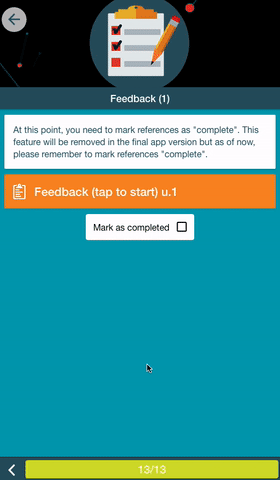 Feedback (1)
At this point, you need to mark references as "complete". This
feature will be removed in the final app version but as of now,
please remember to mark references "complete".
Feedback (tap to start) u.1
Mark as completed
13/13